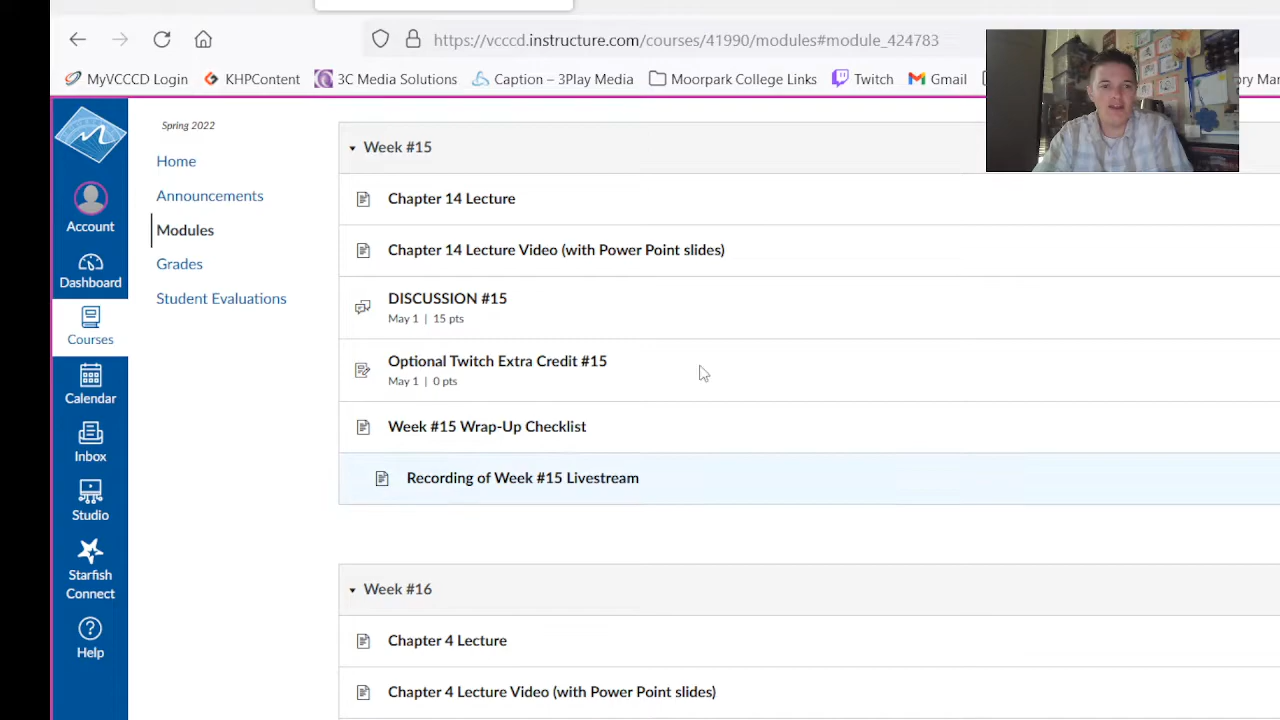 https://vcccd.instructure.com/courses/41990/modules#module_424783
MyVCCCD Login KHPContent 3C Media Solutions Caption – 3Play Media Moorpark College Links Twitch Gmail
Spring 2022
Home
Announcements
Modules
Grades
Student Evaluations
Account
Dashboard
Courses
Calendar
Inbox
Studio
Starfish
Connect
Help
Week #15
Chapter 14 Lecture
Chapter 14 Lecture Video (with Power Point slides)
DISCUSSION #15
May 1 | 15 pts
Optional Twitch Extra Credit #15
May 1 | 0 pts
Week #15 Wrap-Up Checklist
Recording of Week #15 Livestream
Week #16
Chapter 4 Lecture
Chapter 4 Lecture Video (with Power Point slides)